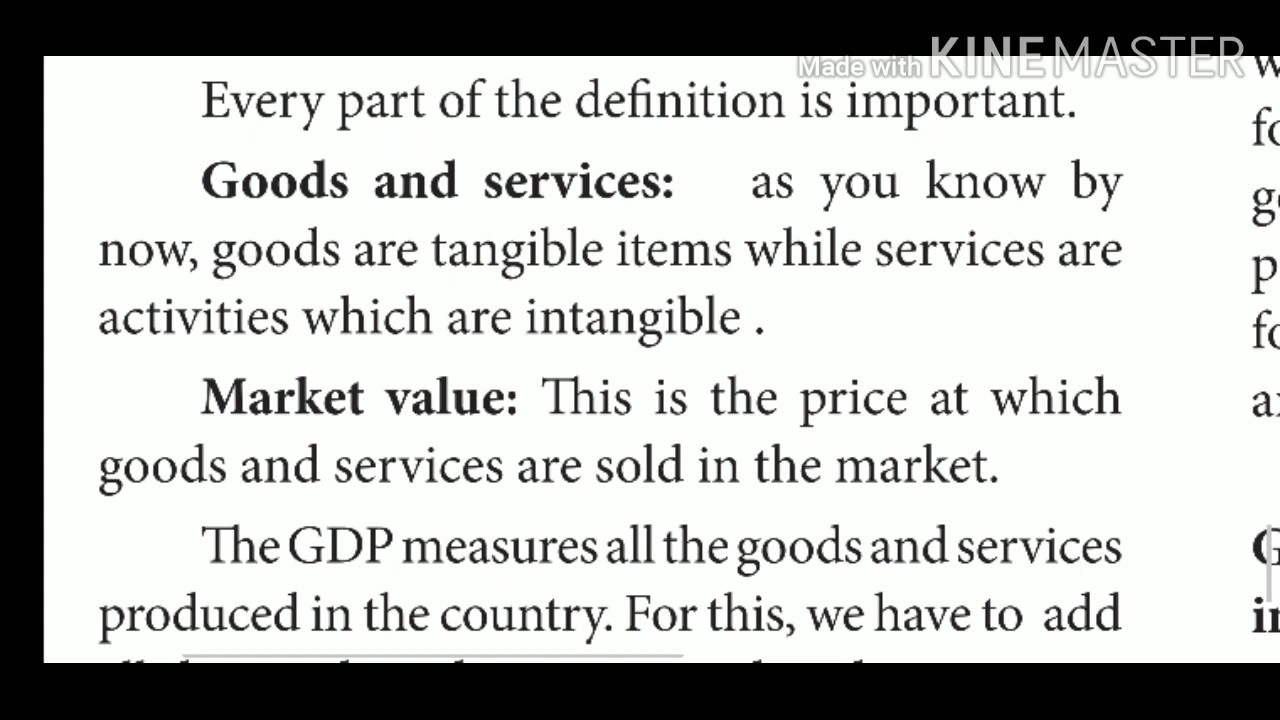 Made with KINEMASTER
Every part of the definition is important.
Goods and services: as you know by
now, goods are tangible items while services are
activities which are intangible .
Market value: This is the price at which
goods and services are sold in the market.
The GDP measures all the goods and services
produced in the country. For this, we have to add